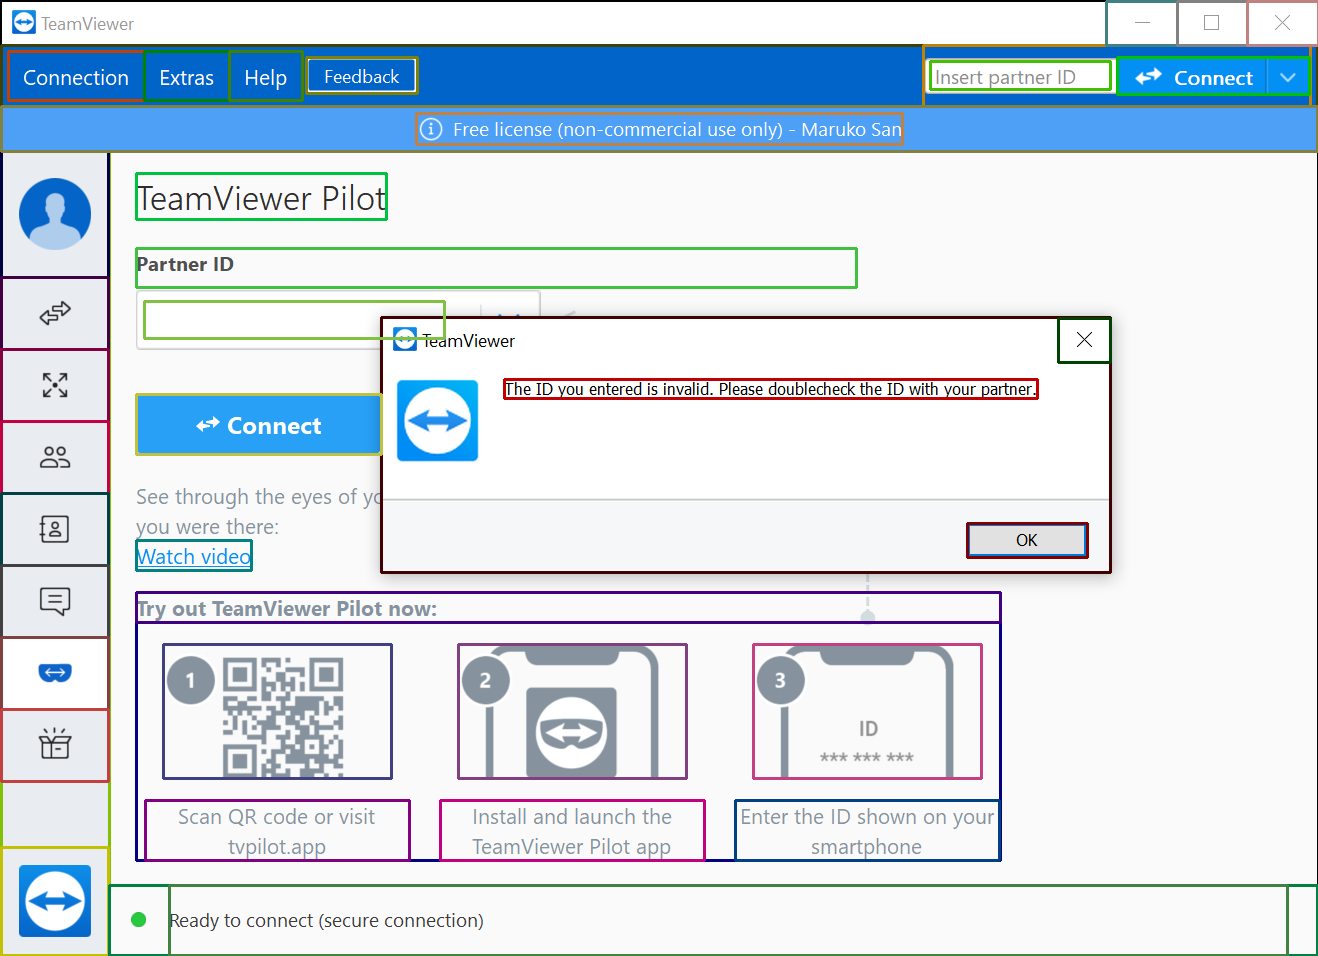 TeamViewer
Connection Extras Help Feedback Insert partner ID Connect
Free license (non-commercial use only) - Maruko San
TeamViewer Pilot
Partner ID
TeamViewer
The ID you entered is invalid. Please doublecheck the ID with your partner.
Connect
See through the eyes of yo
you were there:
OK
Watch video
Try out TeamViewer Pilot now:
1 2 3
ID
*** *** ***
Scan QR code or visit
tvpilot.app
Install and launch the
TeamViewer Pilot app
Enter the ID shown on your
smartphone
Ready to connect (secure connection)